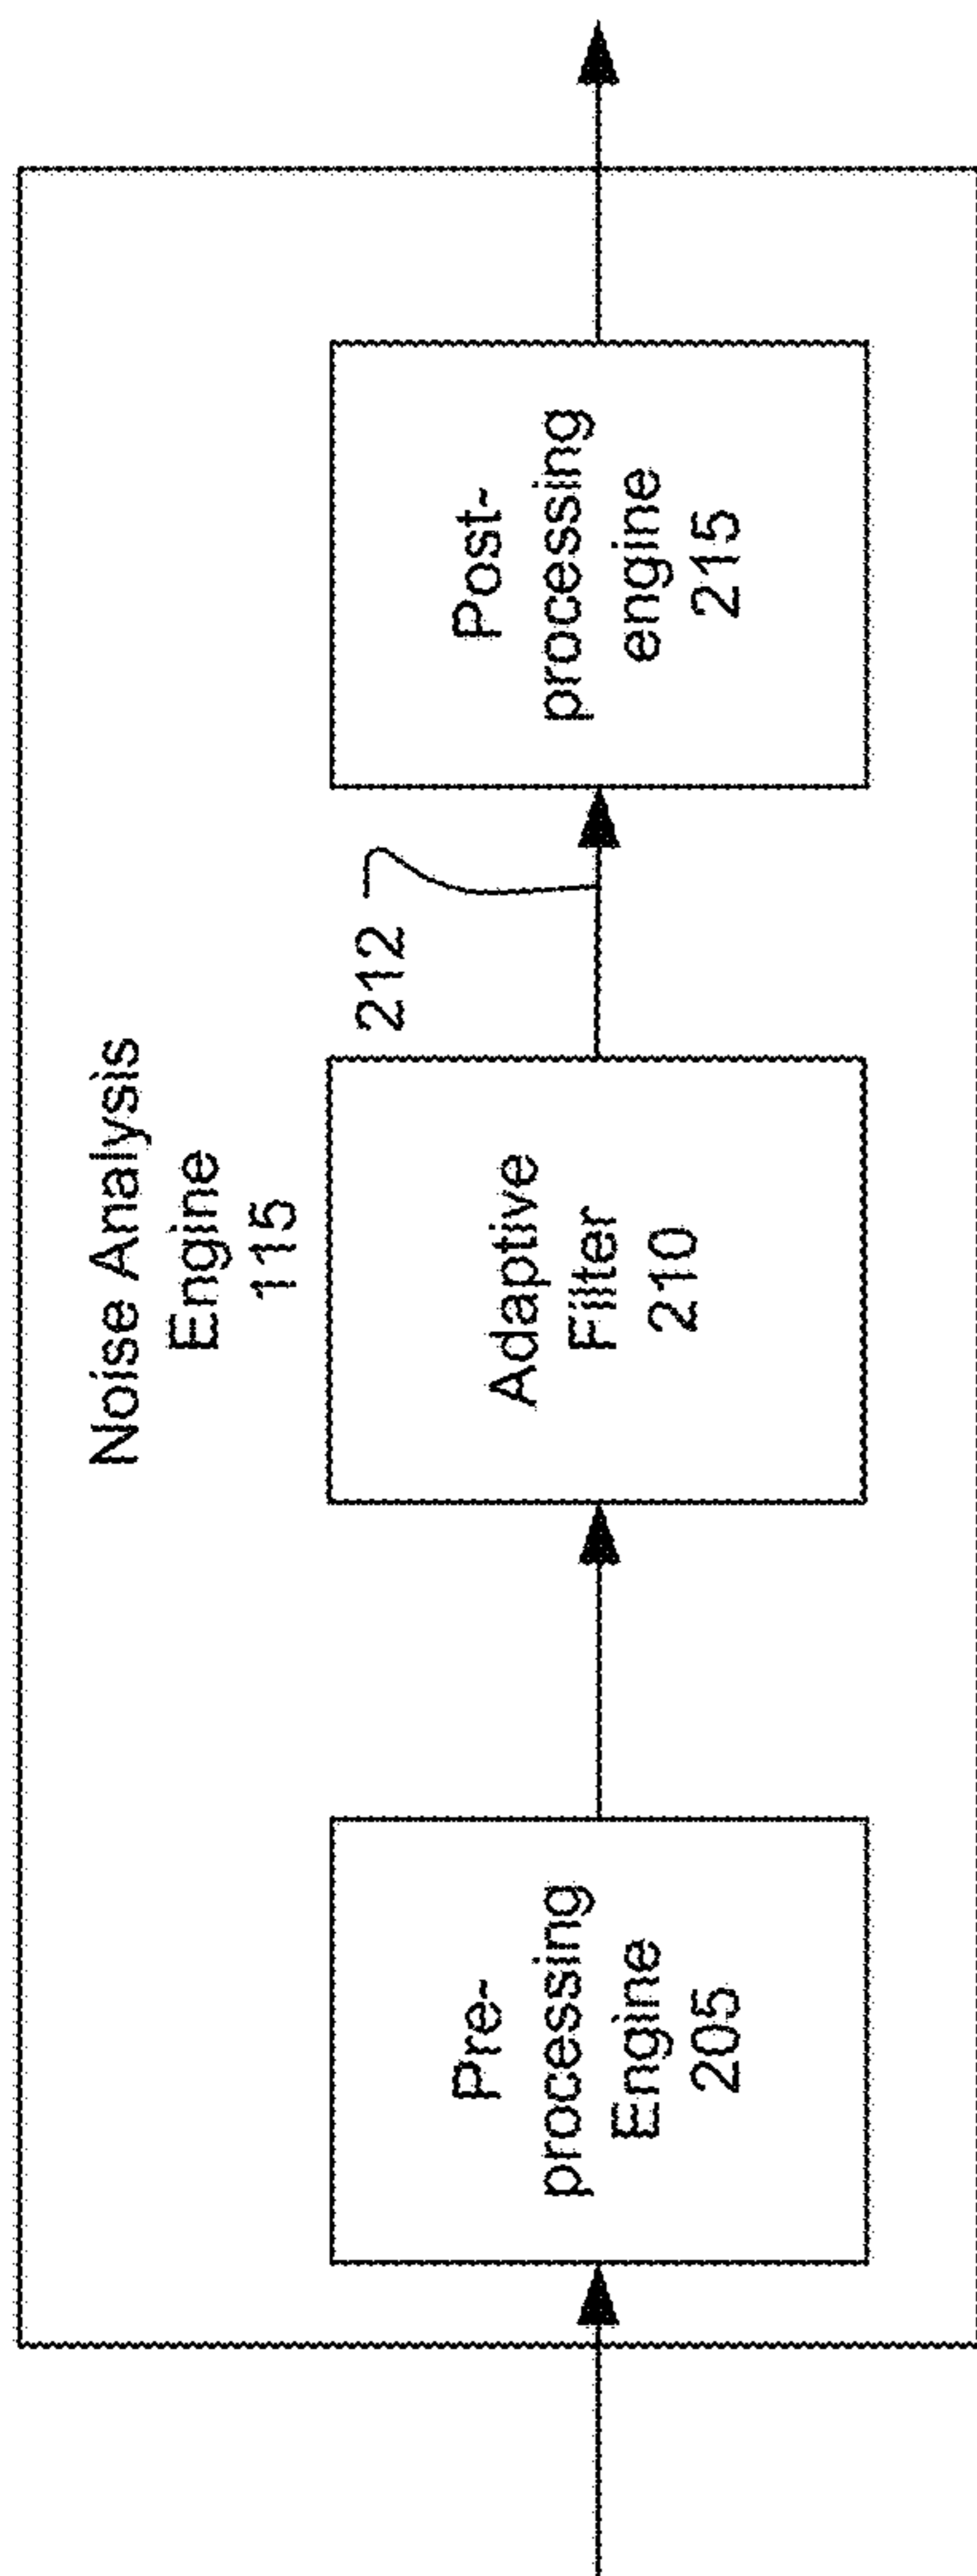 Noise Analysis
Engine
115
Pre-
processing
Engine
205
Adaptive
Filter
210
212
Post-
processing
engine
215